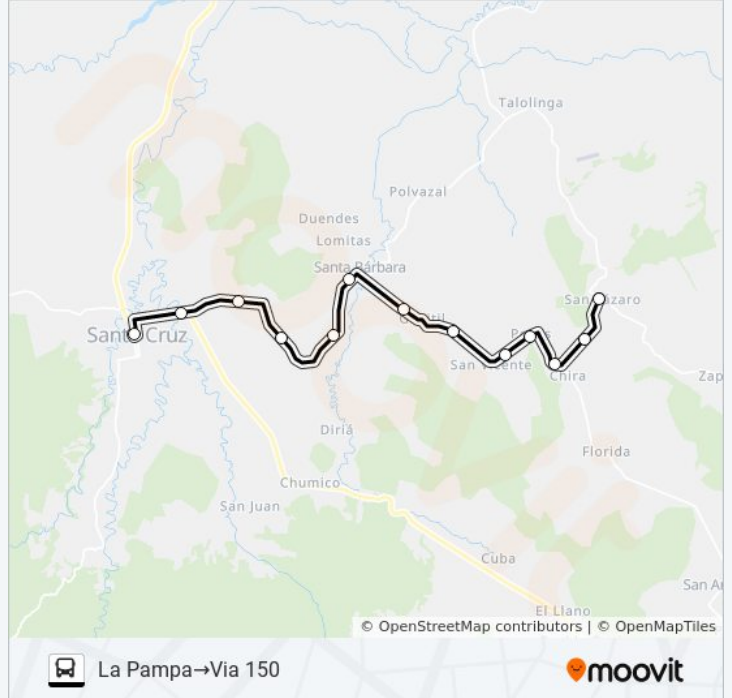 Talolinga
Polvazal
Duendes
Lomitas
Santa Bárbara
San Lázaro
Santa Cruz
San Vicente
Chira
Zap
Diriá
Florida
Chumico
San Juan
Cuba
San A
El Llano
© OpenStreetMap contributors | © OpenMapTiles
La Pampa→Via 150
moovit